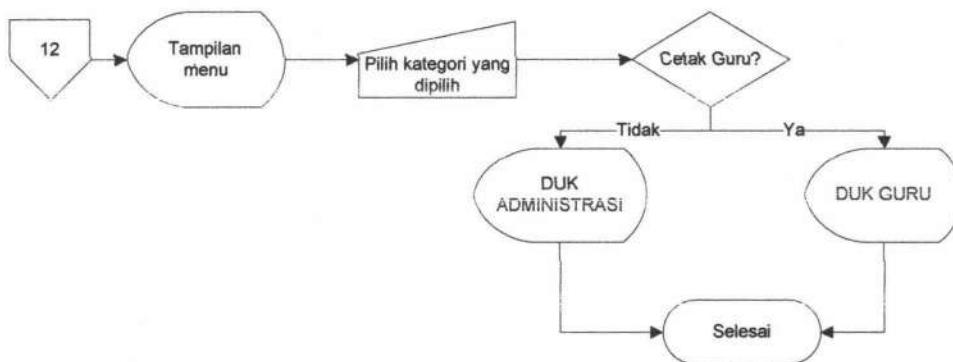 12
Tampilan
menu
Pilih kategori yang
dipilih
Cetak Guru?
Tidak
Ya
DUK
ADMINISTRASI
DUK GURU
Selesai